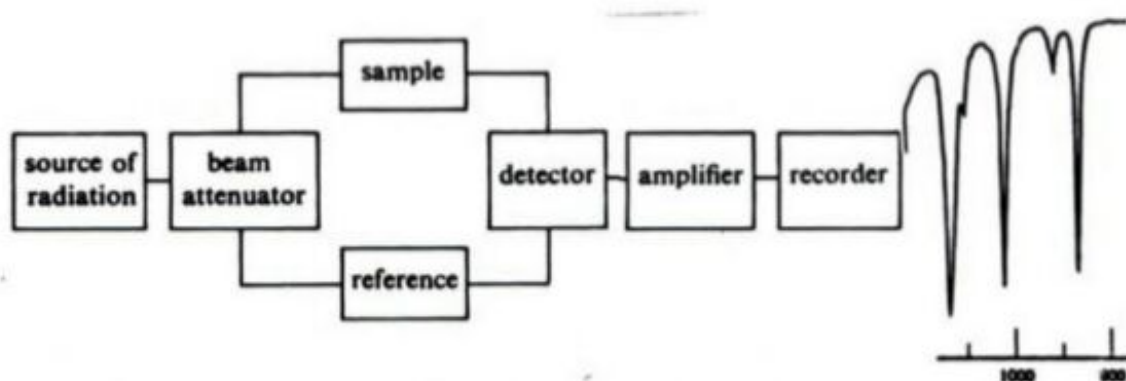 sample
source of
radiation
beam
attenuator
detector
amplifier
recorder
reference
1000